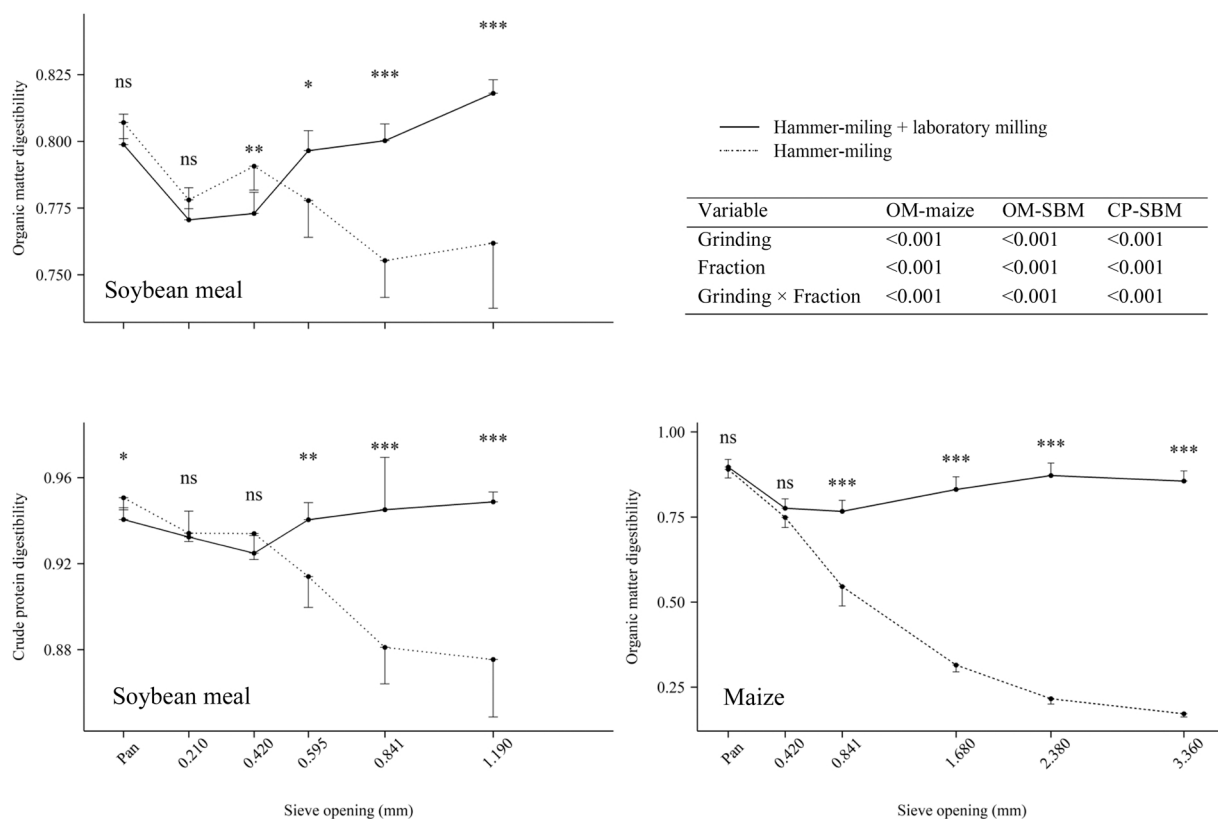 ***
Organic matter digestibility
0.825
0.800
0.775
0.750
ns
ns
**
*
***
Soybean meal
Hammer-miling + laboratory milling
Hammer-miling
Variable OM-maize OM-SBM CP-SBM
Grinding <0.001 <0.001 <0.001
Fraction <0.001 <0.001 <0.001
Grinding × Fraction <0.001 <0.001 <0.001
Crude protein digestibility
0.96
0.92
0.88
*
ns
ns
**
***
***
Soybean meal
Pan 0.210 0.420 0.595 0.841 1.190
Sieve opening (mm)
Organic matter digestibility
1.00
0.75
0.50
0.25
ns
ns
***
***
***
***
Maize
Pan 0.420 0.841 1.680 2.380 3.360
Sieve opening (mm)